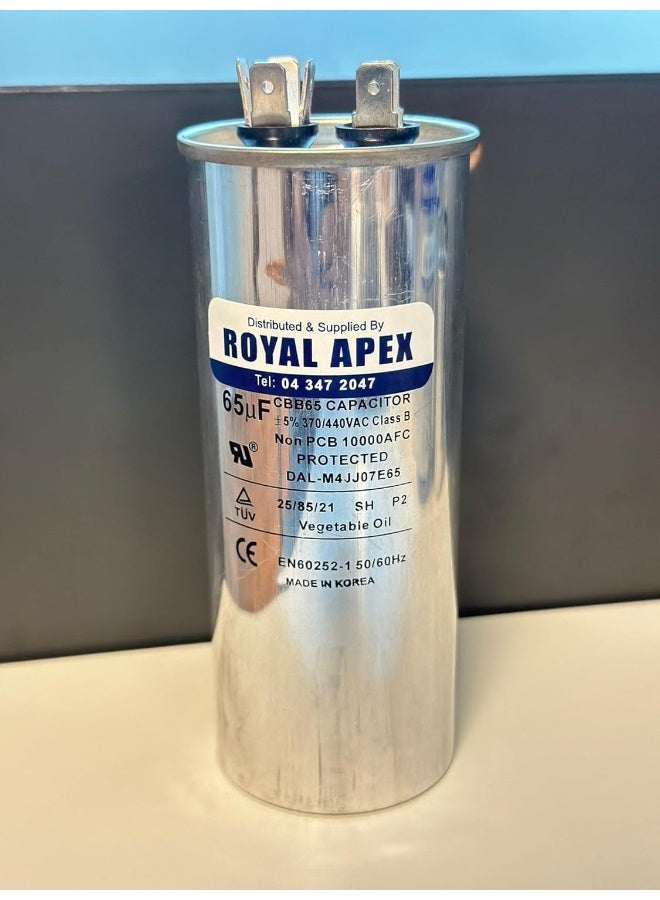 Distributed & Supplied By
ROYAL APEX
Tel: 04 347 2047
65µF CBB65 CAPACITOR
±5% 370/440VAC Class B
Non PCB 10000AFC
PROTECTED
DAL-M4JJ07E65
RU®
TÜV
25/85/21 SH P2
Vegetable Oil
CE
EN60252-1 50/60Hz
MADE IN KOREA